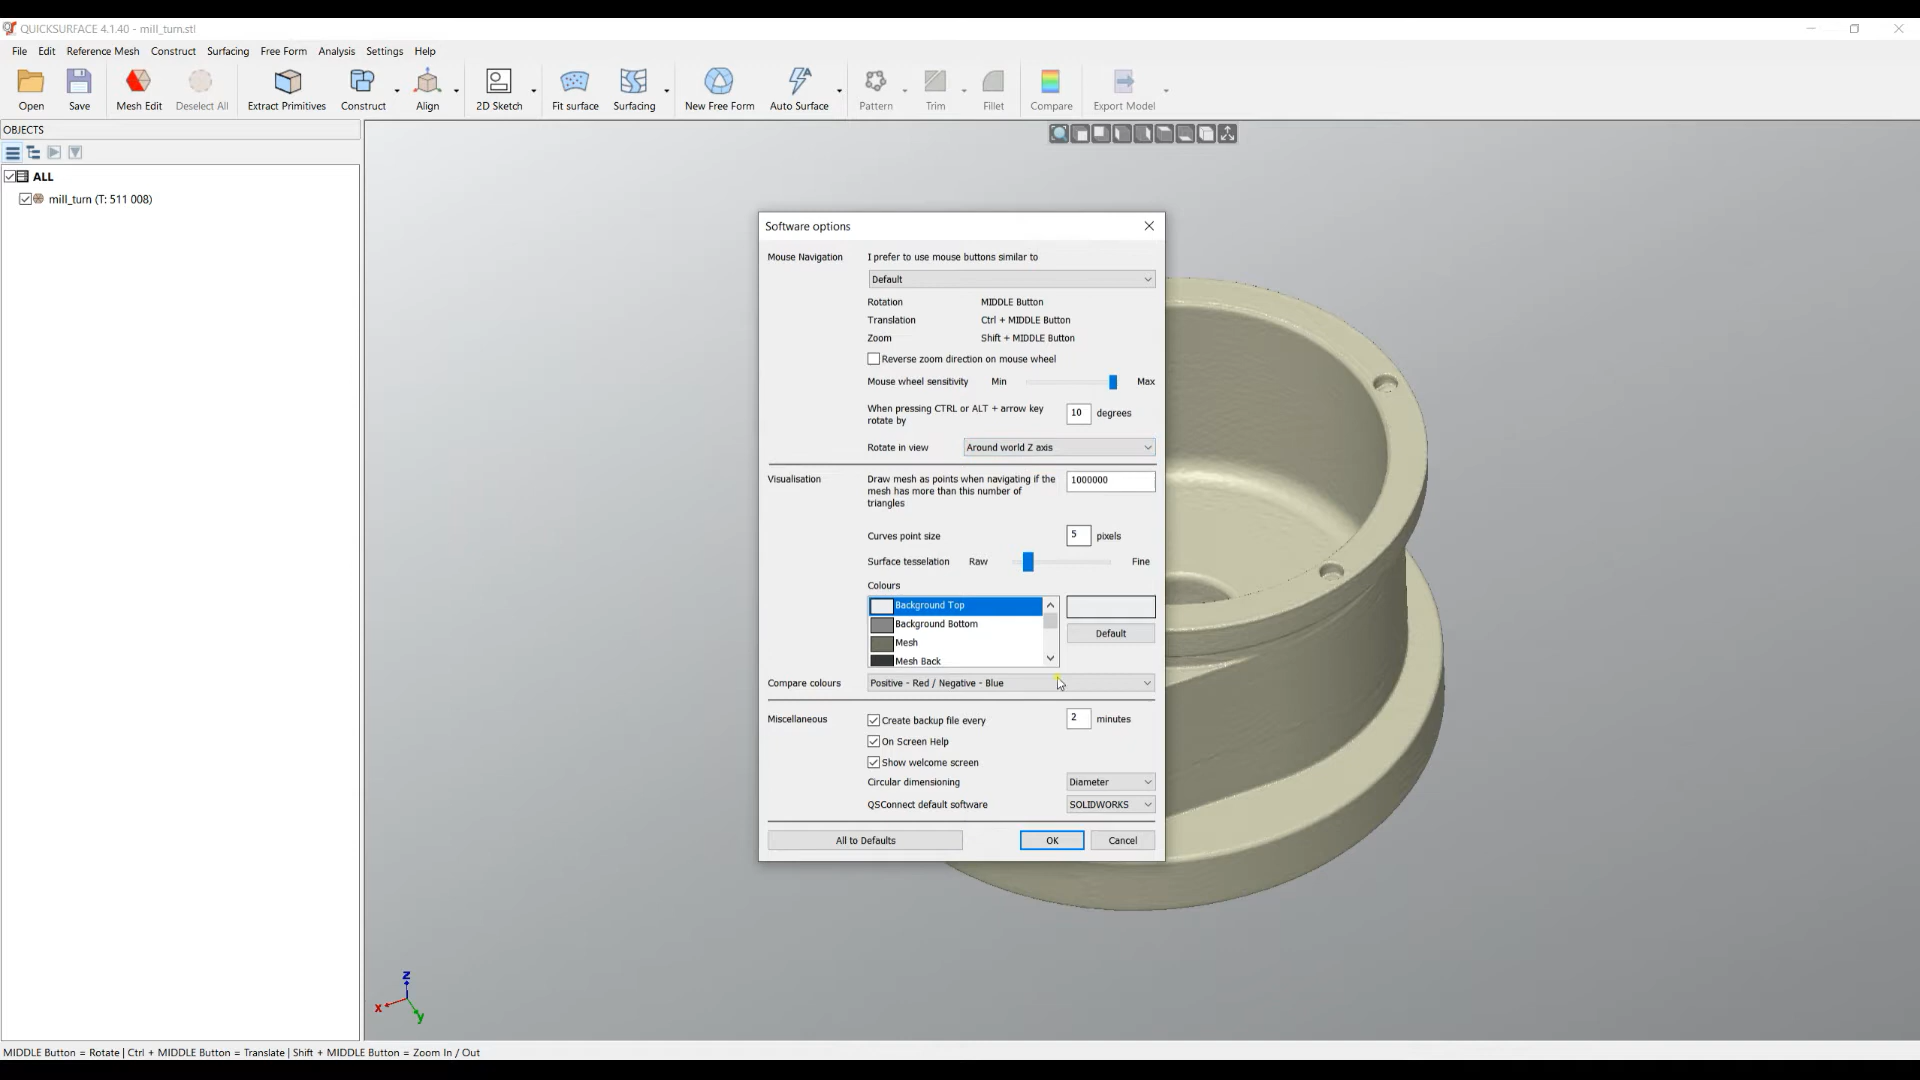 QUICKSURFACE 4.1.40 - mill_turn.stl
File Edit Reference Mesh Construct Surfacing Free Form Analysis Settings Help
Open Save Mesh Edit Deselect All Extract Primitives Construct Align 2D Sketch Fit surface Surfacing New Free Form Auto Surface Pattern Trim Fillet Compare Export Model
OBJECTS
ALL
mill_turn (T: 511 008)
Software options
Mouse Navigation I prefer to use mouse buttons similar to
Default
Rotation MIDDLE Button
Translation Ctrl + MIDDLE Button
Zoom Shift + MIDDLE Button
Reverse zoom direction on mouse wheel
Mouse wheel sensitivity Min Max
When pressing CTRL or ALT + arrow key
rotate by 10 degrees
Rotate in view Around world Z axis
Visualisation Draw mesh as points when navigating if the 1000000
mesh has more than this number of
triangles
Curves point size 5 pixels
Surface tesselation Raw Fine
Colours
Background Top
Background Bottom
Default
Mesh
Mesh Back
Compare colours Positive - Red / Negative - Blue
Miscellaneous Create backup file every 2 minutes
On Screen Help
Show welcome screen
Circular dimensioning Diameter
QSConnect default software SOLIDWORKS
All to Defaults OK Cancel
z
x
y
MIDDLE Button = Rotate | Ctrl + MIDDLE Button = Translate | Shift + MIDDLE Button = Zoom In / Out